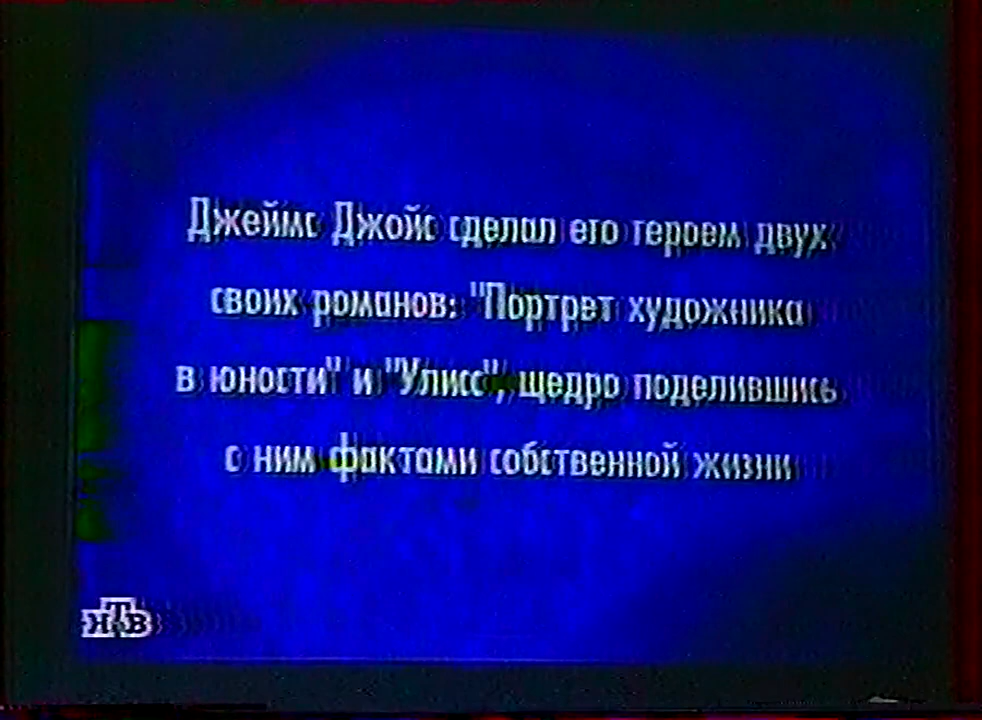 Джеймс Джойс сделал его героем двух
своих романов: "Портрет художника
в юности" и "Улисс", щедро поделившись
с ним фактами собственной жизни
НТВ